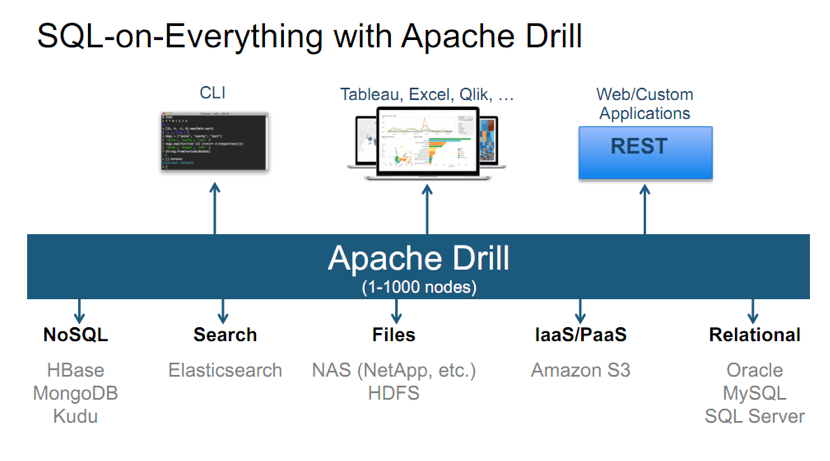 SQL-on-Everything with Apache Drill
CLI
Tableau, Excel, Qlik, …
Web/Custom
Applications
REST
Apache Drill
(1-1000 nodes)
NoSQL
HBase
MongoDB
Kudu
Search
Elasticsearch
Files
NAS (NetApp, etc.)
HDFS
IaaS/PaaS
Amazon S3
Relational
Oracle
MySQL
SQL Server